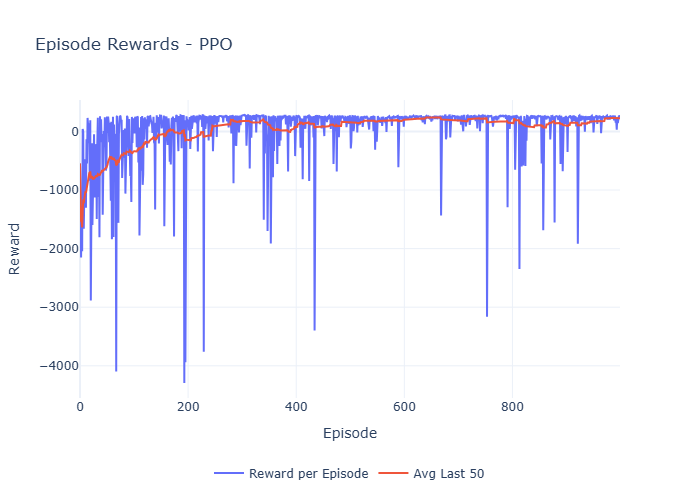 Episode Rewards - PPO
0
−1000
−2000
−3000
−4000
Reward
0
200
400
600
800
Episode
Reward per Episode
Avg Last 50